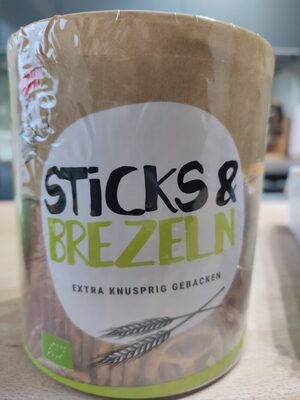 STiCKS &
BREZELN
EXTRA KNUSPRIG GEBACKEN